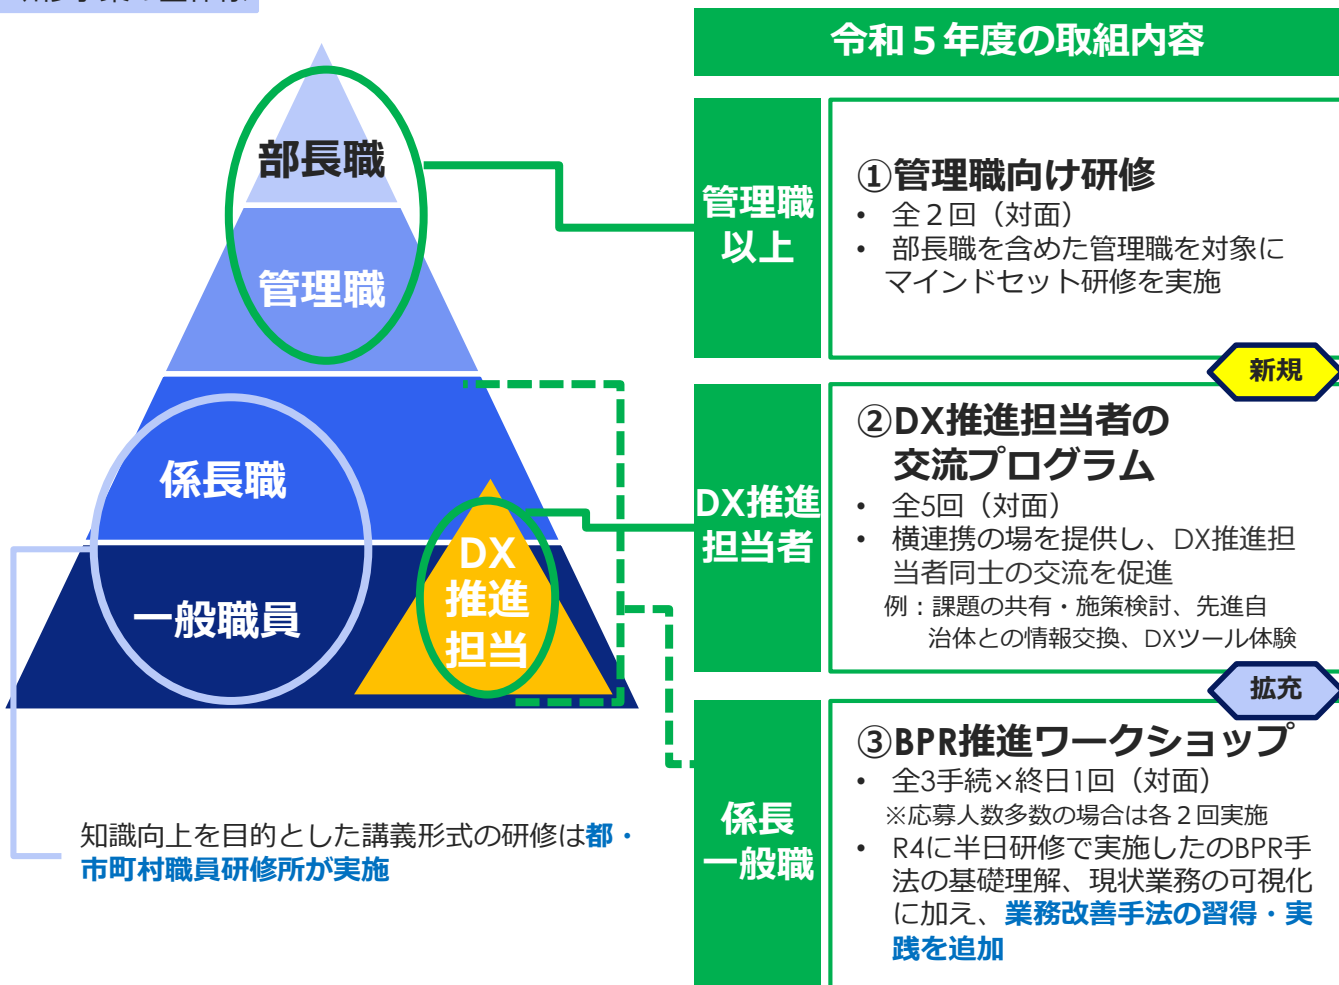 令和５年度の取組内容
部長職
管理職
係長職
一般職員
DX
推進
担当
知識向上を目的とした講義形式の研修は都・
市町村職員研修所が実施
管理職
以上
①管理職向け研修
• 全２回（対面）
• 部長職を含めた管理職を対象に
マインドセット研修を実施
新規
DX推進
担当者
②DX推進担当者の
交流プログラム
• 全5回（対面）
• 横連携の場を提供し、DX推進担
当者同士の交流を促進
例：課題の共有・施策検討、先進自
治体との情報交換、DXツール体験
拡充
係長
一般職
③BPR推進ワークショップ
• 全3手続×終日1回（対面）
※応募人数多数の場合は各２回実施
• R4に半日研修で実施したのBPR手
法の基礎理解、現状業務の可視化
に加え、業務改善手法の習得・実
践を追加